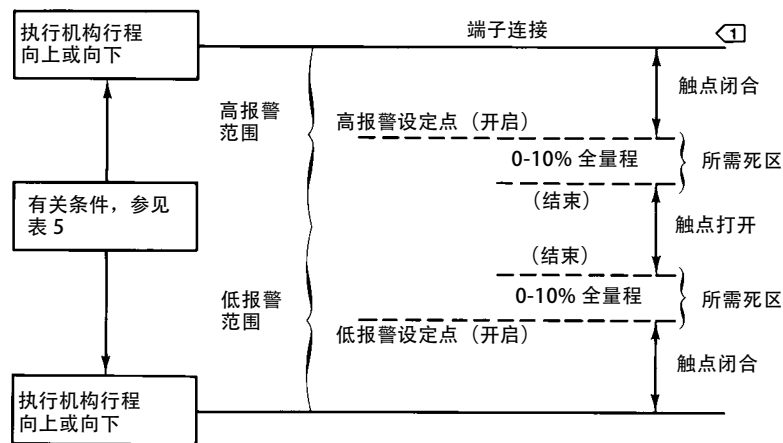 执行机构行程
向上或向下
端子连接
1
触点闭合
高报警
范围
高报警设定点（开启）
0-10% 全量程
所需死区
（结束）
有关条件，参见
表 5
触点打开
（结束）
低报警
范围
0-10% 全量程
所需死区
低报警设定点（开启）
触点闭合
执行机构行程
向上或向下